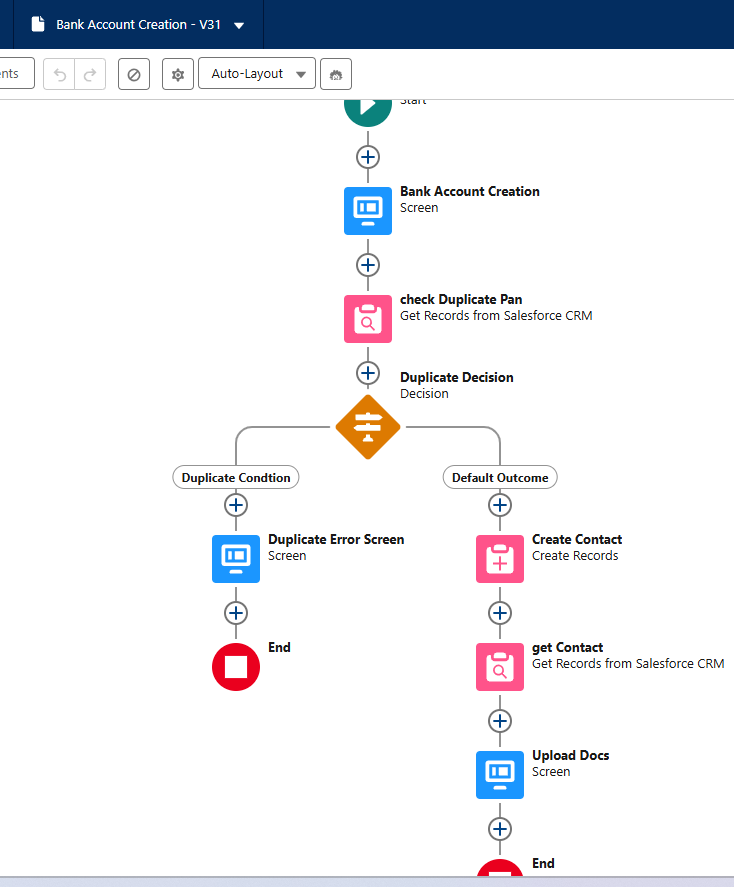 Bank Account Creation - V31
nts
Auto-Layout
Start
Bank Account Creation
Screen
check Duplicate Pan
Get Records from Salesforce CRM
Duplicate Decision
Decision
Duplicate Condtion
Default Outcome
Duplicate Error Screen
Screen
Create Contact
Create Records
End
get Contact
Get Records from Salesforce CRM
Upload Docs
Screen
End